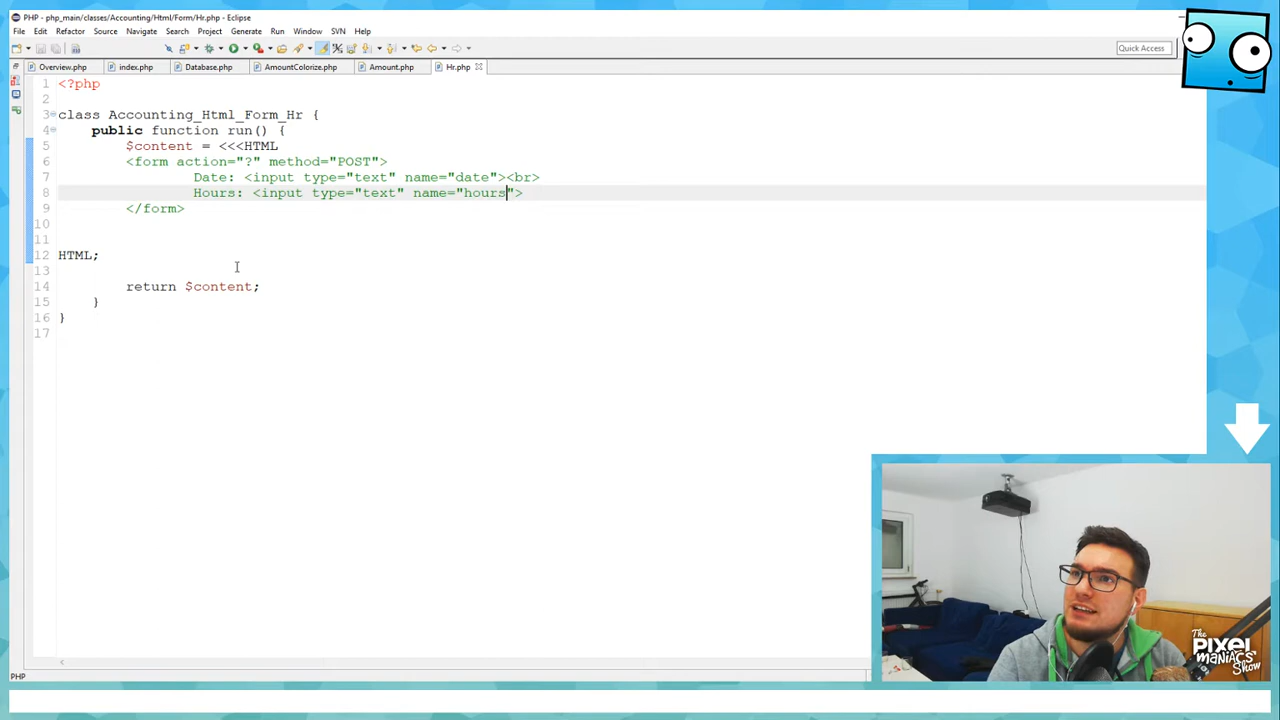 PHP - php_main/classes/Accounting/Html/Form/Hr.php - Eclipse
File Edit Refactor Source Navigate Search Project Generate Run Window SVN Help
Quick Access
Overview.php index.php Database.php AmountColorize.php Amount.php Hr.php
1 <?php
2
3 class Accounting_Html_Form_Hr {
4 public function run() {
5 $content = <<<HTML
6 <form action="?" method="POST">
7 Date: <input type="text" name="date"><br>
8 Hours: <input type="text" name="hours">
9 </form>
10
11
12 HTML;
13
14 return $content;
15 }
16 }
17
The
PIXEL
MANIACS
Show
PHP